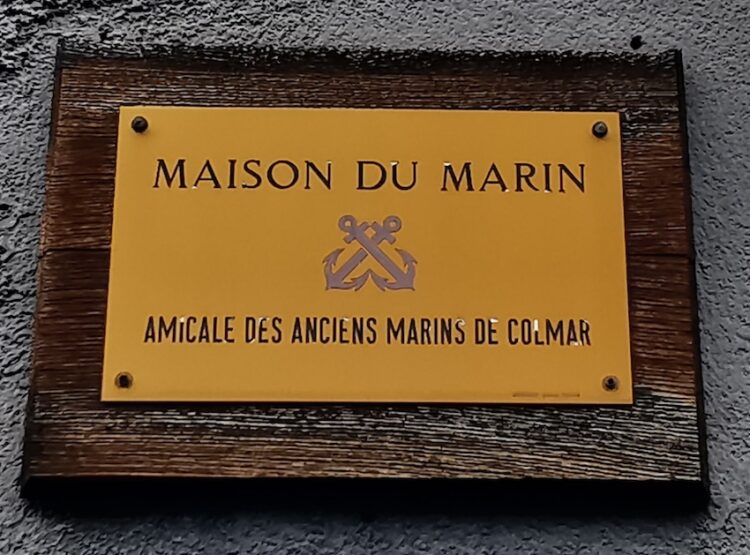 MAISON DU MARIN
AMiCALE DES ANCIENS MARINS DE COLMAR